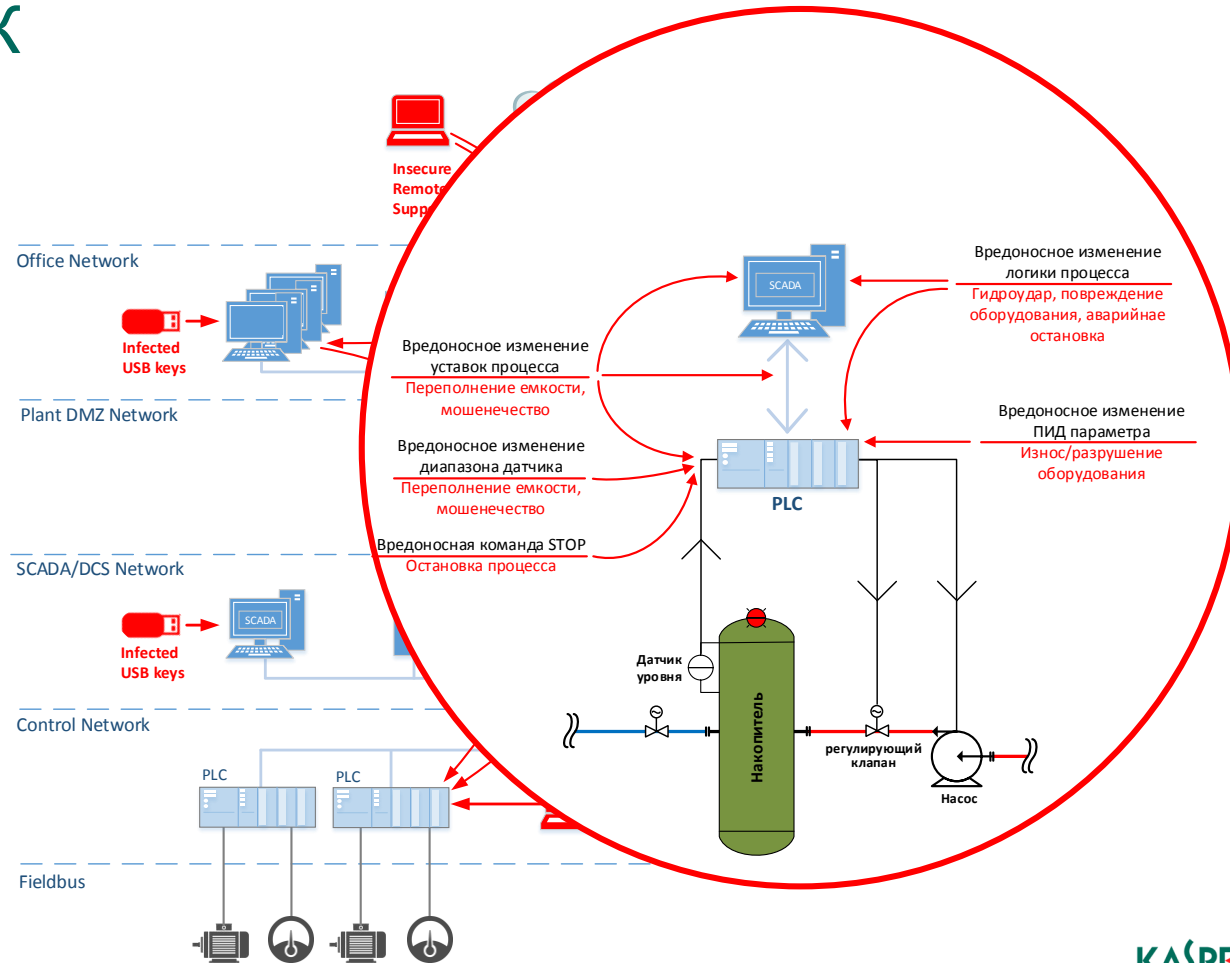 Insecure
Remote
Office Network
Infected
USB keys
Plant DMZ Network
SCADA/DCS Network
SCADA
Infected
USB keys
Control Network
PLC
PLC
Fieldbus
SCADA
Вредоносное изменение
логики процесса
Гидроудар, повреждение
оборудования, аварийнае
остановка
Вредоносное изменение
уставок процесса
Переполнение емкости,
мошенечество
Вредоносное изменение
диапазона датчика
Переполнение емкости,
мошенечество
Вредоносная команда STOP
Остановка процесса
Вредоносное изменение
ПИД параметра
Износ/разрушение
оборудования
PLC
Датчик
уровня
Накопитель
регулирующий
клапан
Насос